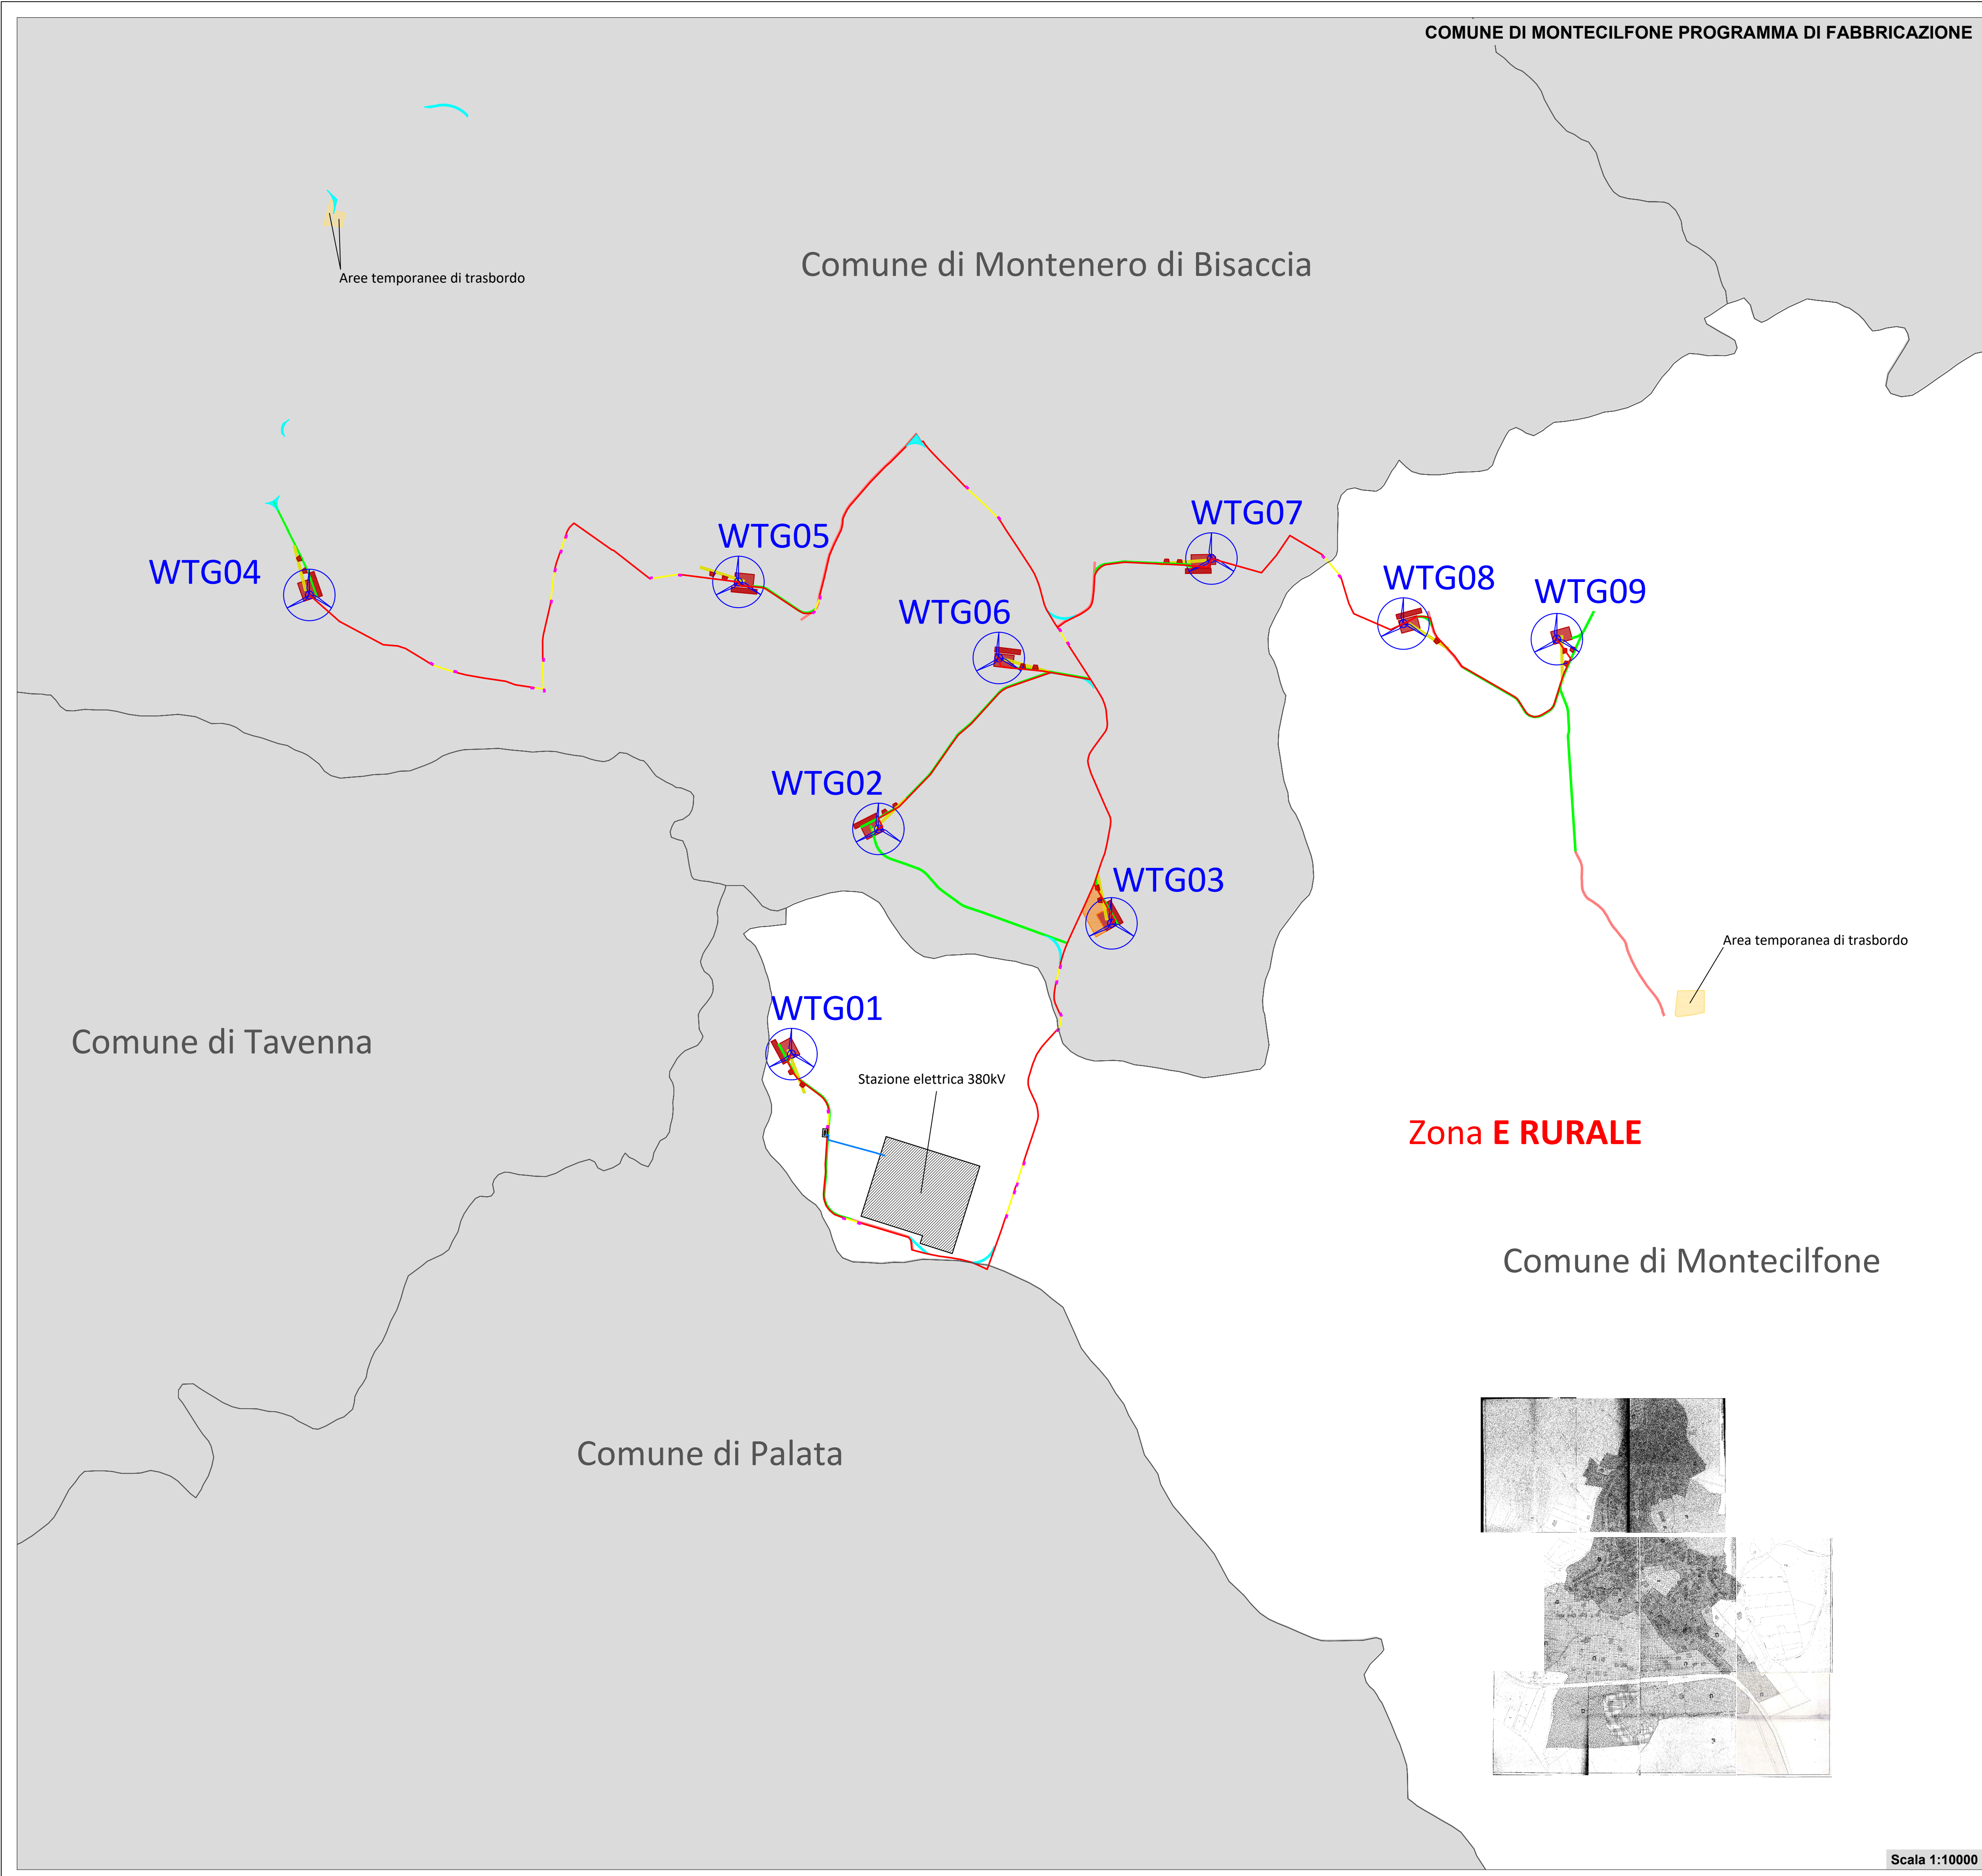 COMUNE DI MONTECILFONE PROGRAMMA DI FABBRICAZIONE
Comune di Montenero di Bisaccia
Aree temporanee di trasbordo
WTG07
WTG05
WTG04
WTG08
WTG09
WTG06
WTG02
WTG03
Area temporanea di trasbordo
WTG01
Comune di Tavenna
Stazione elettrica 380kV
Zona E RURALE
Comune di Montecilfone
Comune di Palata
Scala 1:10000